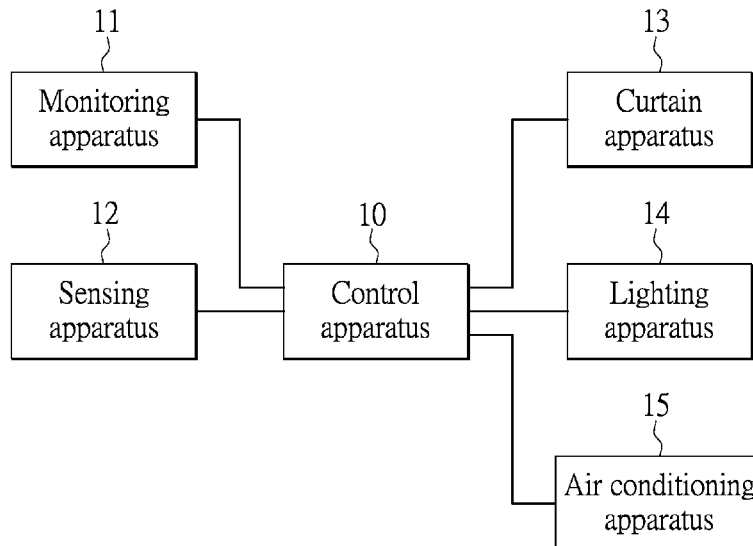 11
Monitoring
apparatus
13
Curtain
apparatus
12
Sensing
apparatus
10
Control
apparatus
14
Lighting
apparatus
15
Air conditioning
apparatus